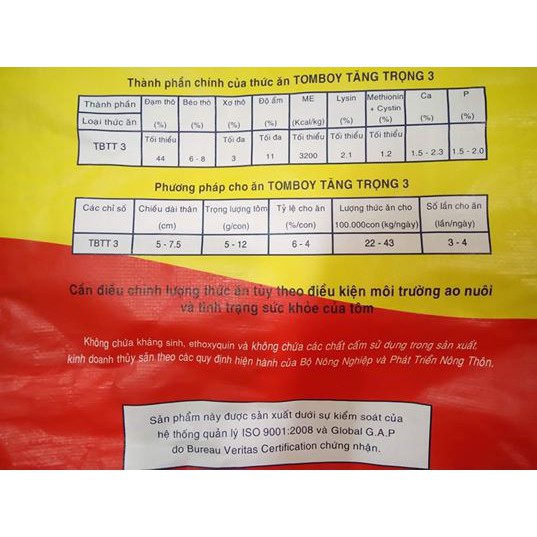 Thành phần chính của thức ăn TOMBOY TĂNG TRỌNG 3
Thành phần Đạm thô Béo thô Xơ thô Độ ẩm ME Lysin Methionin + Cystin Ca P
Loại thức ăn (%) (%) (%) (%) (Kcal/kg) (%) (%) (%) (%)
TBTT 3 Tối thiểu 44 6 - 8 Tối đa 3 Tối đa 11 Tối thiểu 3200 Tối thiểu 2.1 Tối thiểu 1.2 1.5 - 2.3 1.5 - 2.0
Phương pháp cho ăn TOMBOY TĂNG TRỌNG 3
Các chỉ số Chiều dài thân Trọng lượng tôm Tỷ lệ cho ăn Lượng thức ăn cho Số lần cho ăn
(cm) (g/con) (%/con) 100.000con (kg/ngày) (lần/ngày)
TBTT 3 5 - 7.5 5 - 12 6 - 4 22 - 43 3 - 4
Cần điều chỉnh lượng thức ăn tùy theo điều kiện môi trường ao nuôi
và tình trạng sức khỏe của tôm
Không chứa kháng sinh, ethoxyquin và không chứa các chất cấm sử dụng trong sản xuất,
kinh doanh thủy sản theo các quy định hiện hành của Bộ Nông Nghiệp và Phát Triển Nông Thôn.
Sản phẩm này được sản xuất dưới sự kiểm soát của
hệ thống quản lý ISO 9001:2008 và Global G.A.P
do Bureau Veritas Certification chứng nhận.